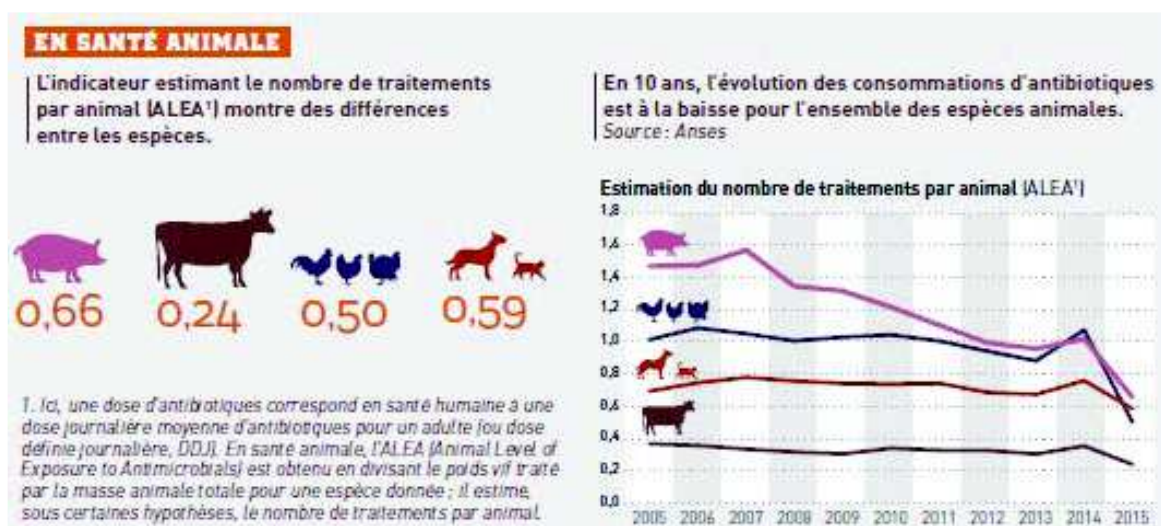 EN SANTÉ ANIMALE
L'indicateur estimant le nombre de traitements
par animal (ALEA¹) montre des différences
entre les espèces.
0,66
0,24
0,50
0,59
1. Ici, une dose d'antibiotiques correspond en santé humaine à une
dose journalière moyenne d'antibiotiques pour un adulte (ou dose
définie journalière, DDJ). En santé animale, l'ALEA (Animal Level of
Exposure to Antimicrobials) est obtenu en divisant le poids vif traité
par la masse animale totale pour une espèce donnée ; il estime,
sous certaines hypothèses, le nombre de traitements par animal.
En 10 ans, l'évolution des consommations d'antibiotiques
est à la baisse pour l'ensemble des espèces animales.
Source : Anses
Estimation du nombre de traitements par animal (ALEA¹)
1,8
1,6
1,4
1,2
1,0
0,8
0,6
0,4
0,2
0,0
2005 2006 2007 2008 2009 2010 2011 2012 2013 2014 2015